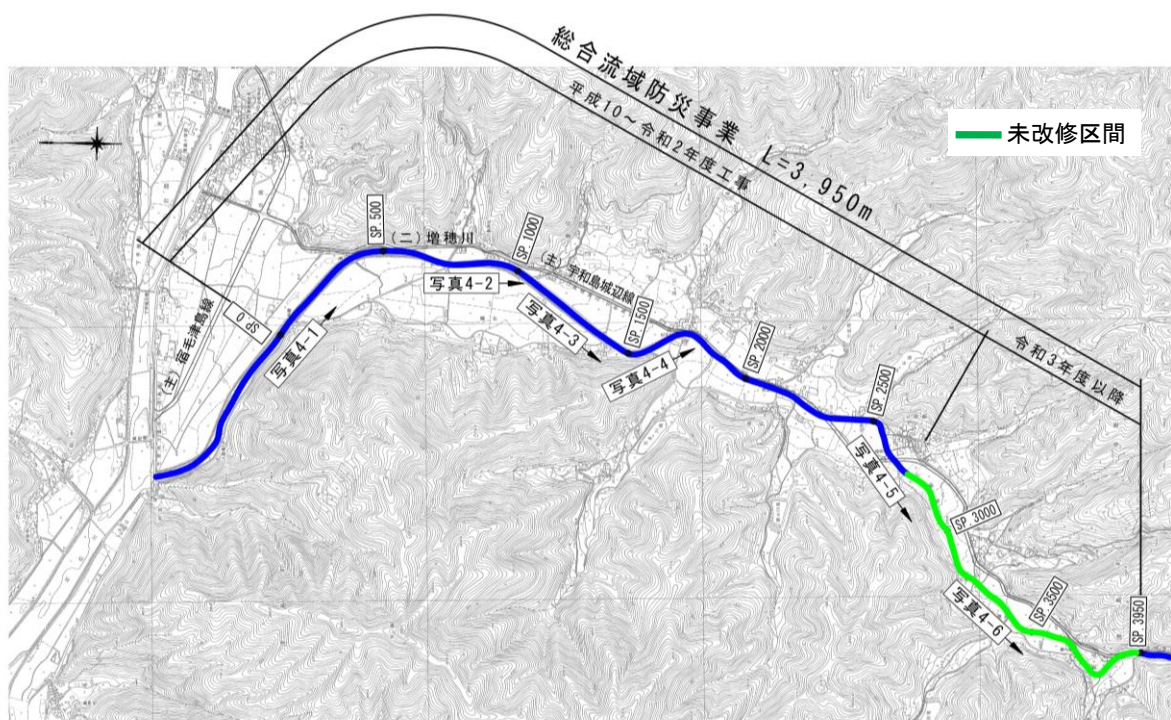 総合流域防災事業 L=3,950m
平成10～令和2年度工事
令和3年度以降
未改修区間
SP.500
(二)増穂川
SP.1000
(主)宇和島城辺線
写真4-2
写真4-3
SP.1500
写真4-4
SP.2000
(主)宿毛津島線
SP 0
写真4-1
SP.2500
写真4-5
SP.3000
SP.3500
写真4-6
SP.3950